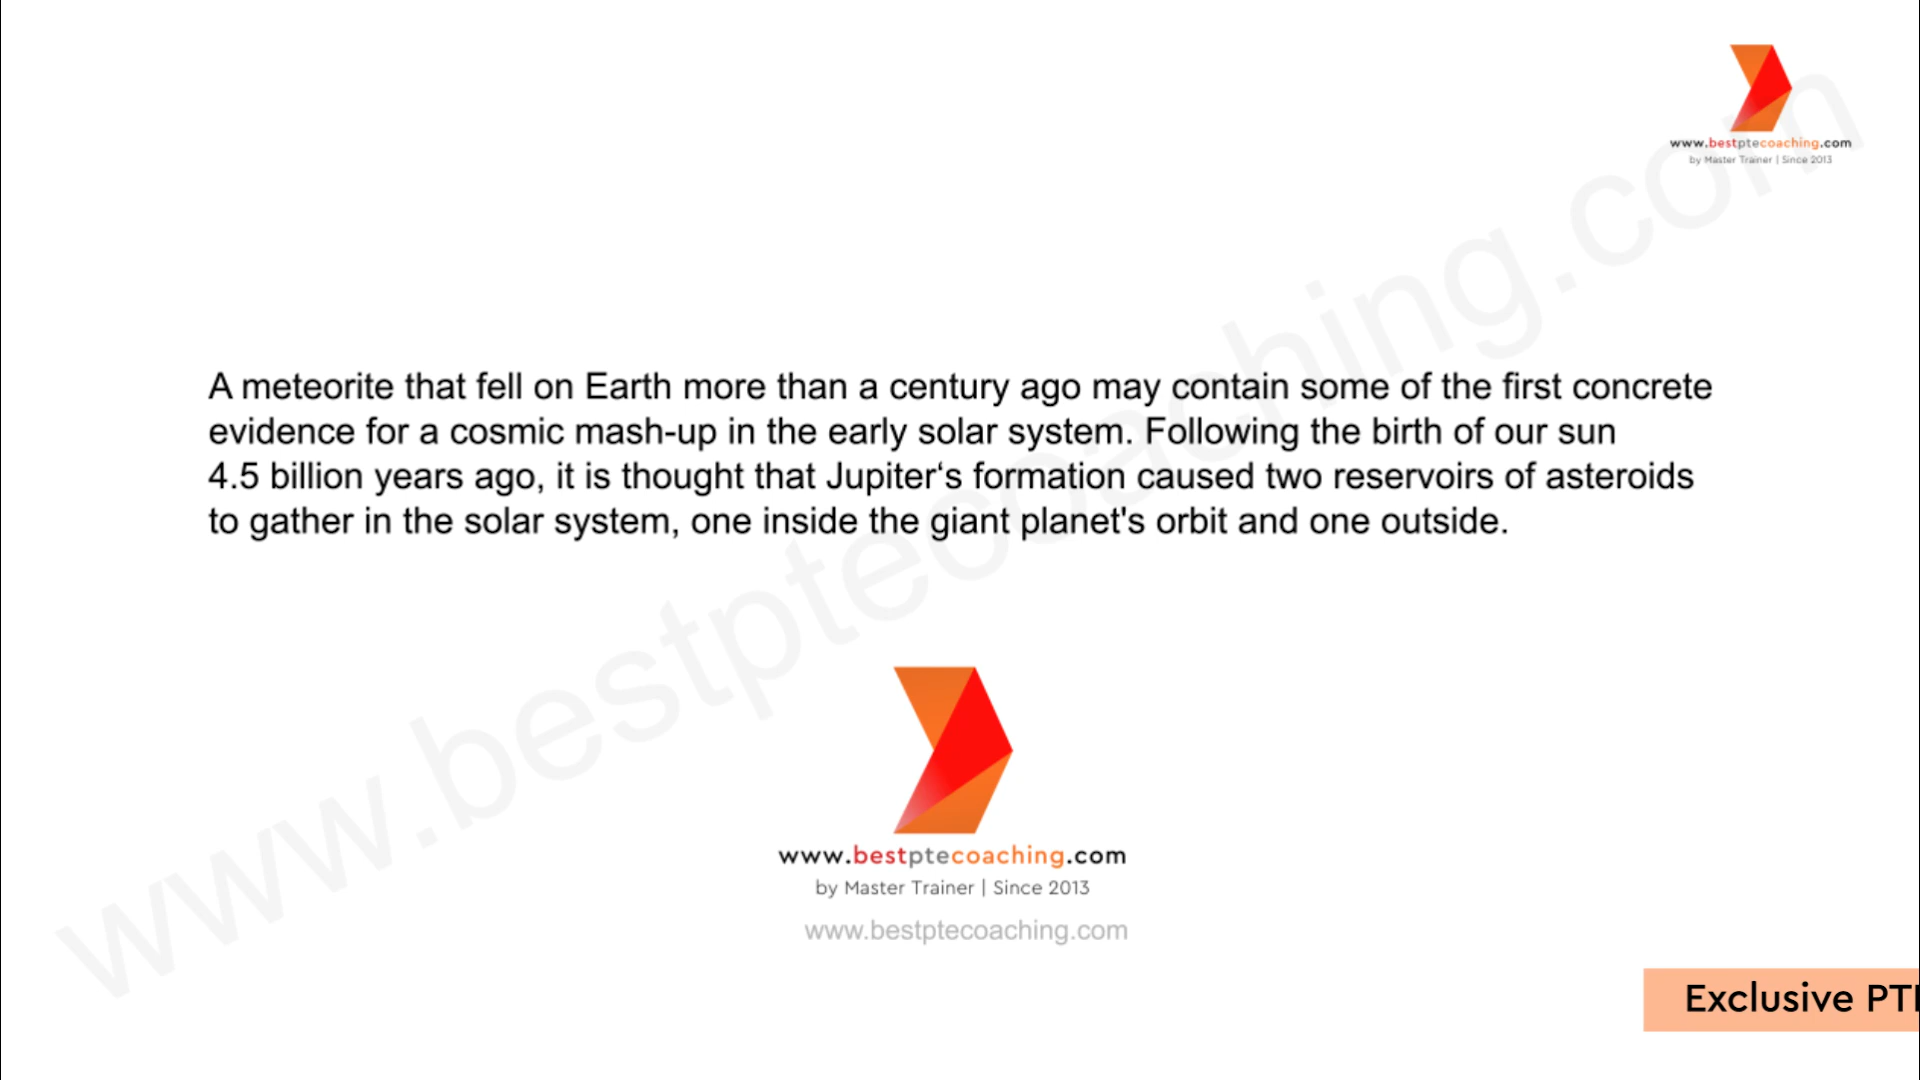 www.bestptecoaching.com
by Master Trainer | Since 2013
A meteorite that fell on Earth more than a century ago may contain some of the first concrete
evidence for a cosmic mash-up in the early solar system. Following the birth of our sun
4.5 billion years ago, it is thought that Jupiter‘s formation caused two reservoirs of asteroids
to gather in the solar system, one inside the giant planet's orbit and one outside.
www.bestptecoaching.com
www.bestptecoaching.com
by Master Trainer | Since 2013
www.bestptecoaching.com
Exclusive